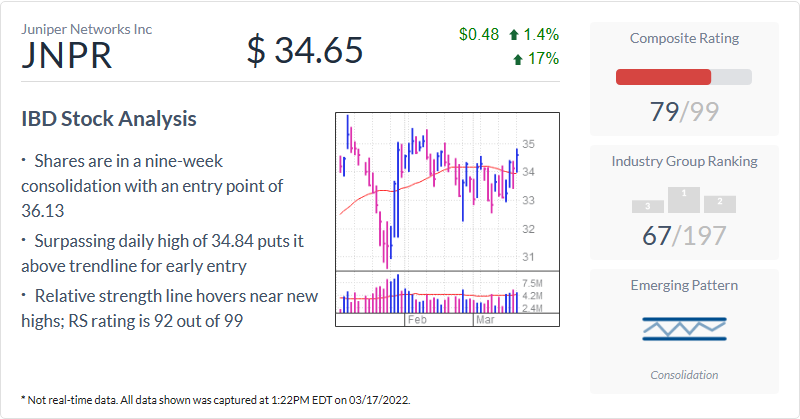 Juniper Networks Inc
JNPR
$ 34.65
$0.48 1.4%
17%
IBD Stock Analysis
· Shares are in a nine-week
consolidation with an entry point of
36.13
· Surpassing daily high of 34.84 puts it
above trendline for early entry
· Relative strength line hovers near new
highs; RS rating is 92 out of 99
35
34
33
32
31
7.5M
4.2M
2.4M
Feb Mar
Composite Rating
79/99
Industry Group Ranking
3 1 2
67/197
Emerging Pattern
Consolidation
* Not real-time data. All data shown was captured at 1:22PM EDT on 03/17/2022.